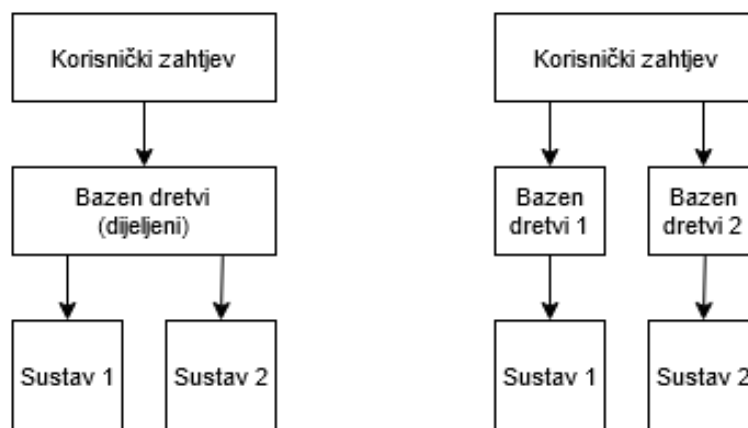 Korisnički zahtjev
Bazen dretvi
(dijeljeni)
Sustav 1
Sustav 2
Korisnički zahtjev
Bazen
dretvi 1
Bazen
dretvi 2
Sustav 1
Sustav 2